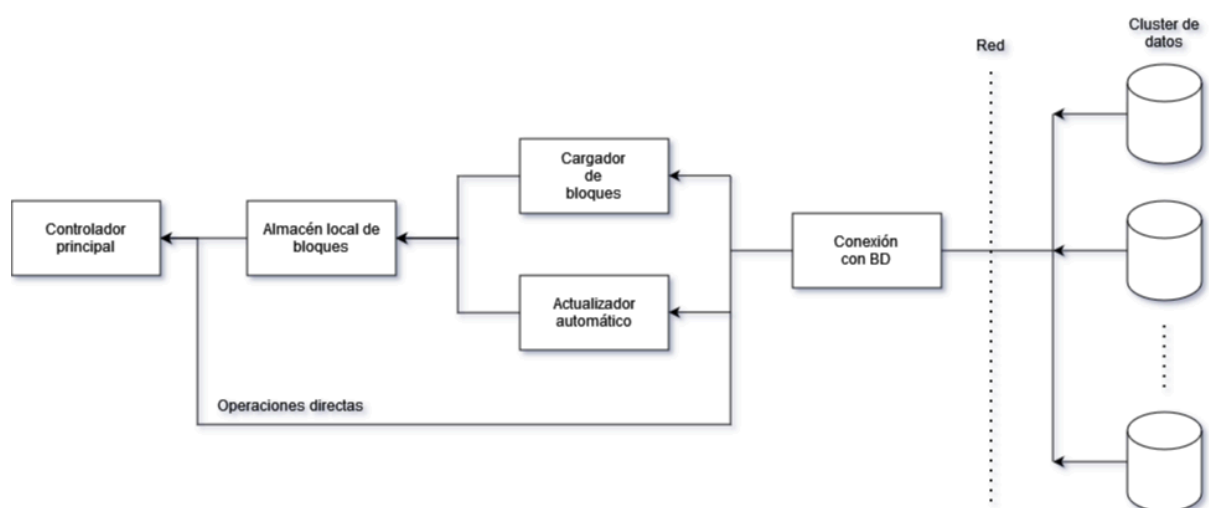 Cluster de
datos
Red
Cargador
de
bloques
Controlador
principal
Almacén local de
bloques
Conexión
con BD
Actualizador
automático
Operaciones directas